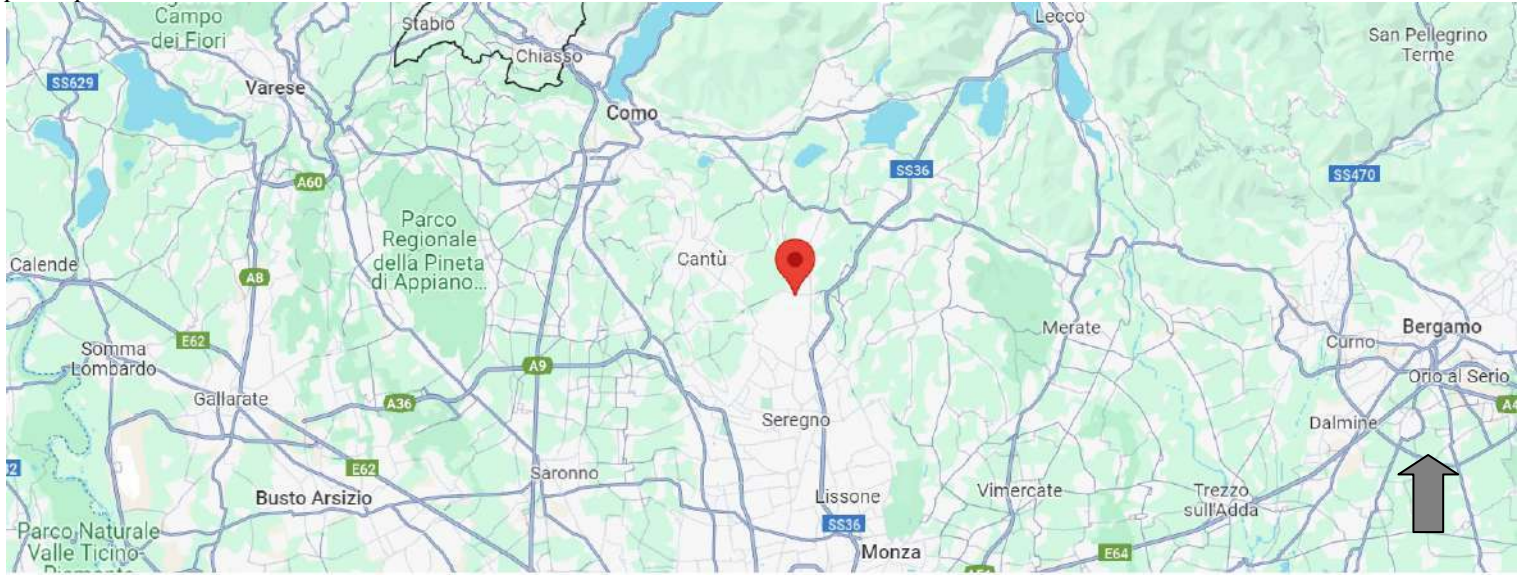 Campo
dei Fiori
Stabio
Chiasso
Lecco
San Pellegrino
Terme
SS629
Varese
Como
A60
SS36
SS470
Parco
Regionale
della Pineta
di Appiano...
Cantù
Calende
A8
Merate
Bergamo
Curno
E62
Somma
Lombardo
A9
Orio al Serio
Gallarate
A36
Seregno
Dalmine
E62
Saronno
Busto Arsizio
Lissone
Vimercate
Trezzo
sull'Adda
SS36
Parco Naturale
Valle Ticino
Monza
E64